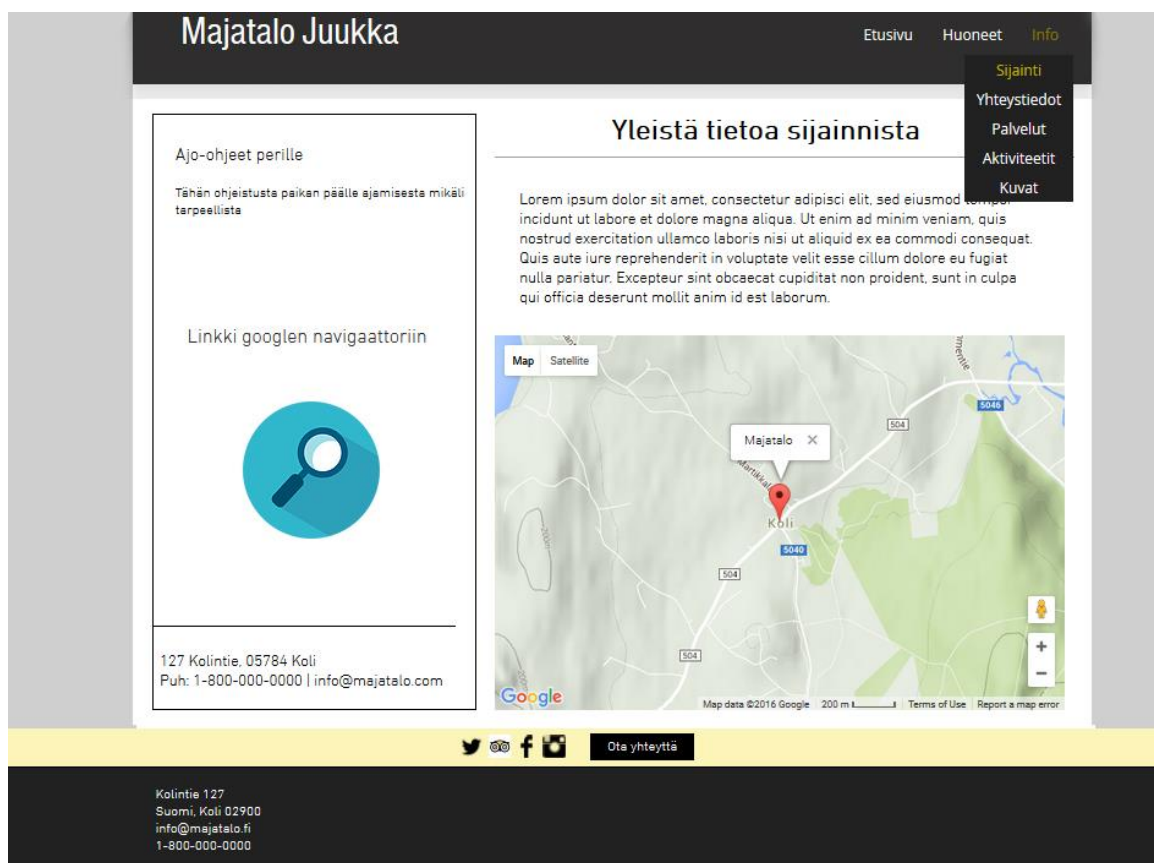 Majatalo Juukka
Etusivu Huoneet Info
Sijainti
Yhteystiedot
Palvelut
Aktiviteetit
Kuvat
Ajo-ohjeet perille
Tähän ohjeistusta paikan päälle ajamisesta mikäli
tarpeellista
Linkki googlen navigaattoriin
127 Kolintie, 05784 Koli
Puh: 1-800-000-0000 | info@majatalo.com
Yleistä tietoa sijainnista
Lorem ipsum dolor sit amet, consectetur adipisci elit, sed eiusmod
incidunt ut labore et dolore magna aliqua. Ut enim ad minim veniam, quis
nostrud exercitation ullamco laboris nisi ut aliquid ex ea commodi consequat.
Quis aute iure reprehenderit in voluptate velit esse cillum dolore eu fugiat
nulla pariatur. Excepteur sint obcaecat cupiditat non proident, sunt in culpa
qui officia deserunt mollit anim id est laborum.
Map Satellite
5046
504
Majatalo
Koli
5040
504
504
200m
Google
Map data ©2016 Google 200 m Terms of Use Report a map error
Ota yhteyttä
Kolintie 127
Suomi, Koli 02900
info@majatalo.fi
1-800-000-0000